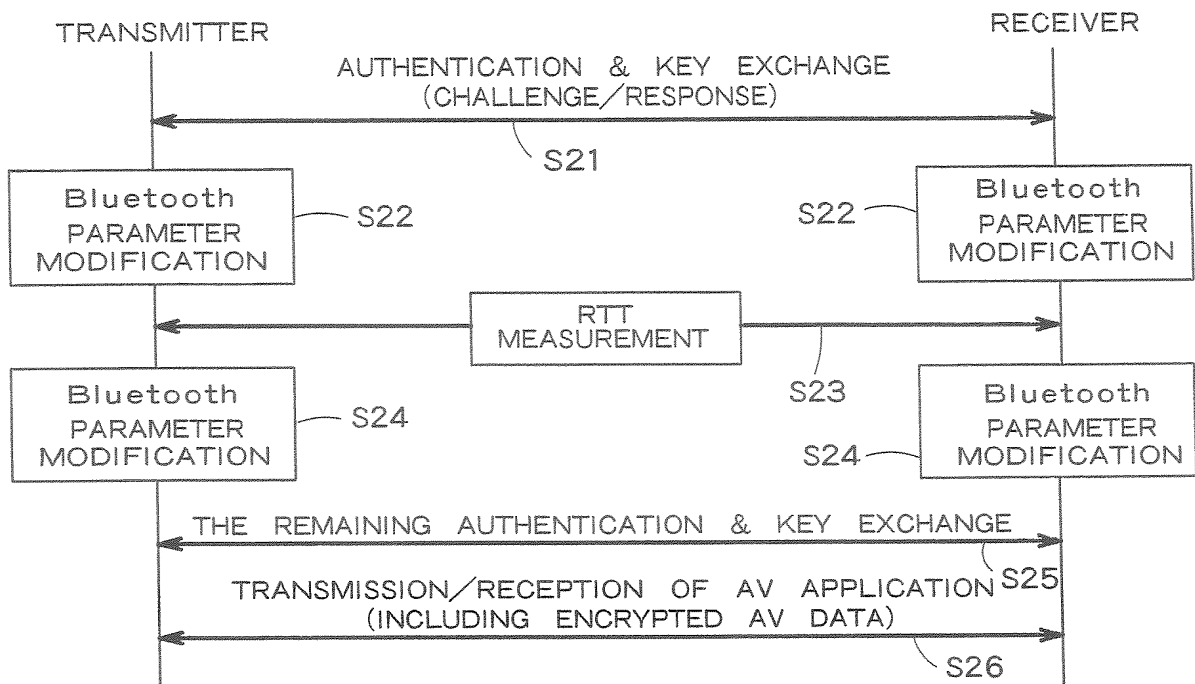 TRANSMITTER
RECEIVER
AUTHENTICATION & KEY EXCHANGE
(CHALLENGE/RESPONSE)
S21
Bluetooth
PARAMETER
MODIFICATION
S22
S22
Bluetooth
PARAMETER
MODIFICATION
RTT
MEASUREMENT
S23
Bluetooth
PARAMETER
MODIFICATION
S24
S24
Bluetooth
PARAMETER
MODIFICATION
THE REMAINING AUTHENTICATION & KEY EXCHANGE
S25
TRANSMISSION/RECEPTION OF AV APPLICATION
(INCLUDING ENCRYPTED AV DATA)
S26